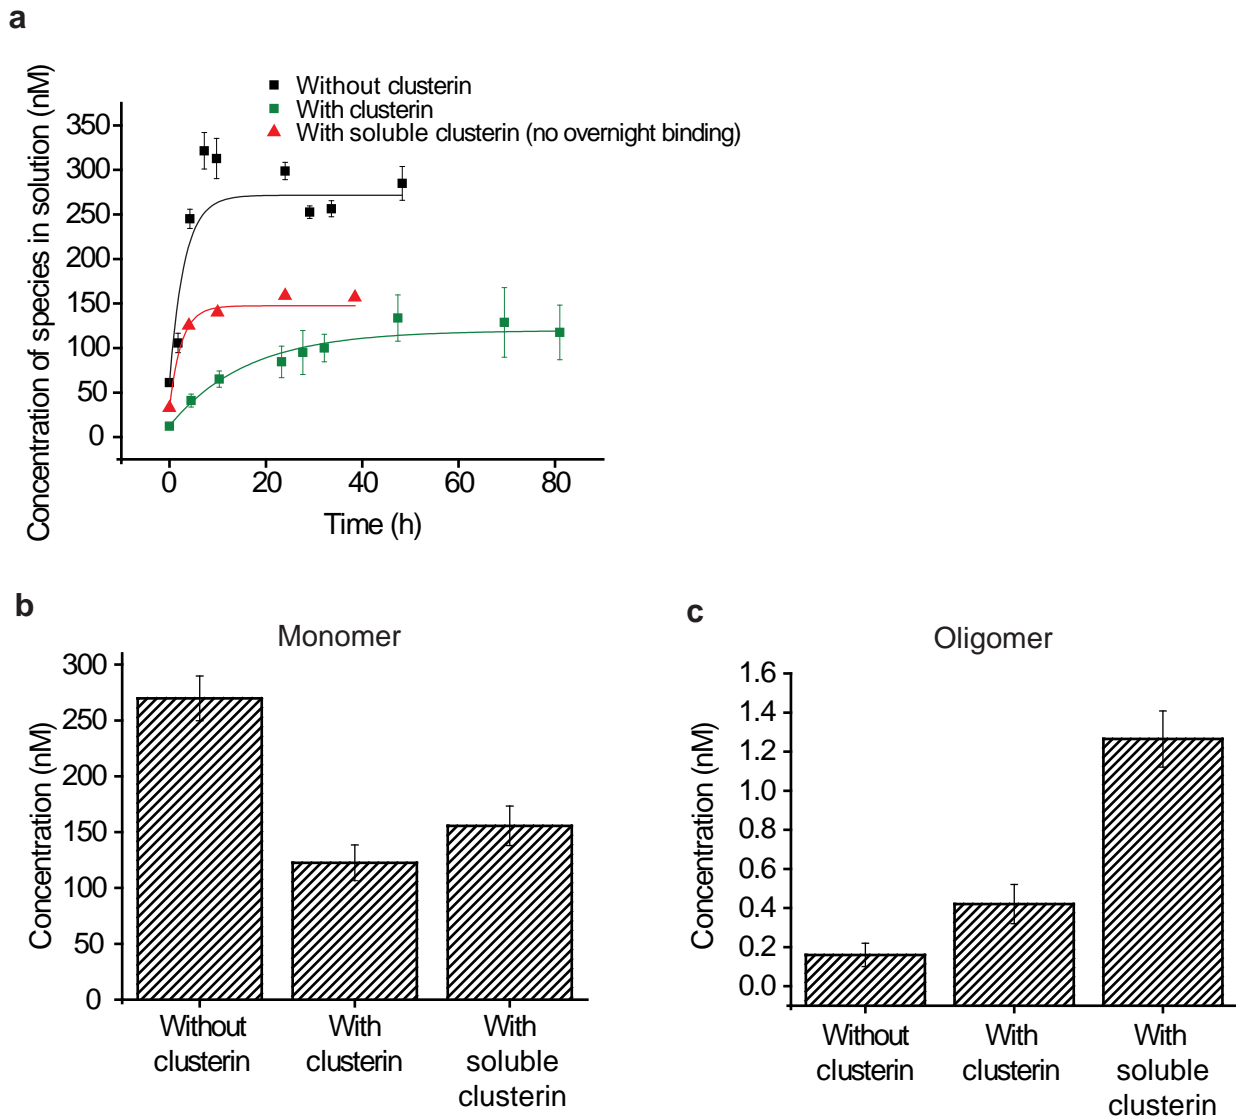 a
Concentration of species in solution (nM)
Without clusterin
With clusterin
With soluble clusterin (no overnight binding)
350
300
250
200
150
100
50
0
0 20 40 60 80
Time (h)
b
Monomer
Concentration (nM)
300
250
200
150
100
50
0
Without
clusterin
With
clusterin
With
soluble
clusterin
c
Oligomer
Concentration (nM)
1.6
1.4
1.2
1.0
0.8
0.6
0.4
0.2
0.0
Without
clusterin
With
clusterin
With
soluble
clusterin